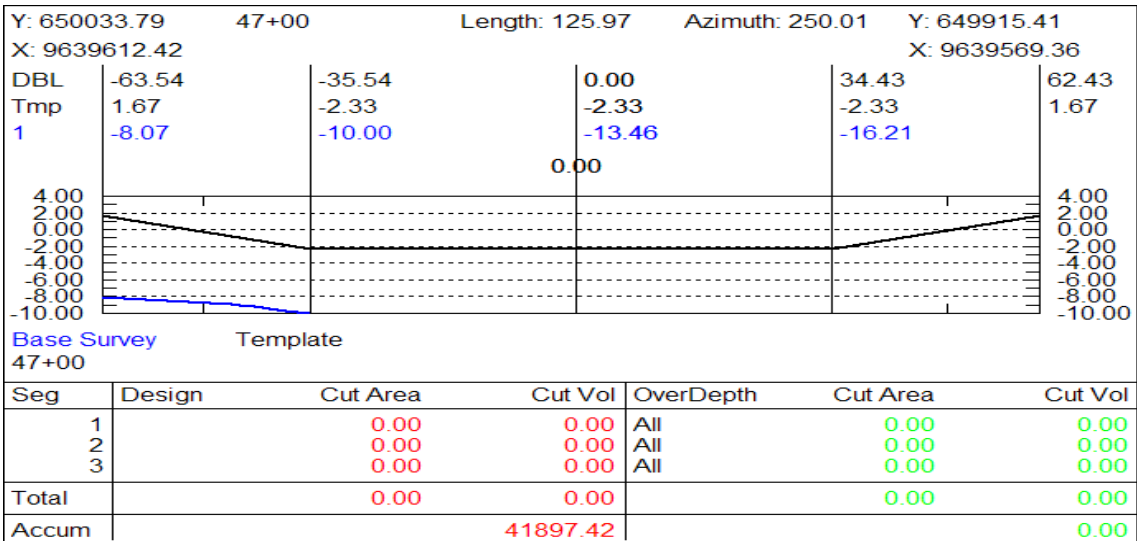 Y: 650033.79 47+00 Length: 125.97 Azimuth: 250.01 Y: 649915.41
X: 9639612.42 X: 9639569.36
DBL -63.54 -35.54 0.00 34.43 62.43
Tmp 1.67 -2.33 -2.33 -2.33 1.67
1 -8.07 -10.00 -13.46 -16.21
0.00
4.00 4.00
2.00 2.00
0.00 0.00
-2.00 -2.00
-4.00 -4.00
-6.00 -6.00
-8.00 -8.00
-10.00 -10.00
Base Survey Template
47+00
Seg Design Cut Area Cut Vol OverDepth Cut Area Cut Vol
1 0.00 0.00 All 0.00 0.00
2 0.00 0.00 All 0.00 0.00
3 0.00 0.00 All 0.00 0.00
Total 0.00 0.00 0.00 0.00
Accum 41897.42 0.00